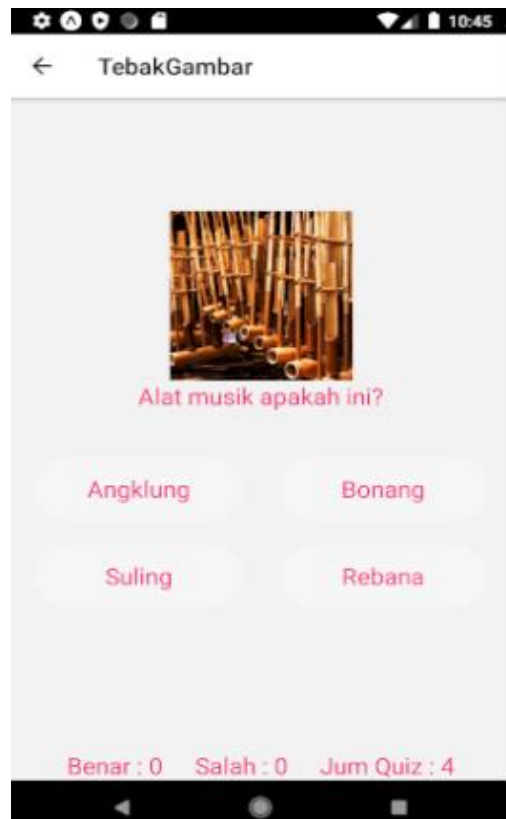 10:45
TebakGambar
Alat musik apakah ini?
Angklung Bonang
Suling Rebana
Benar : 0 Salah : 0 Jum Quiz : 4